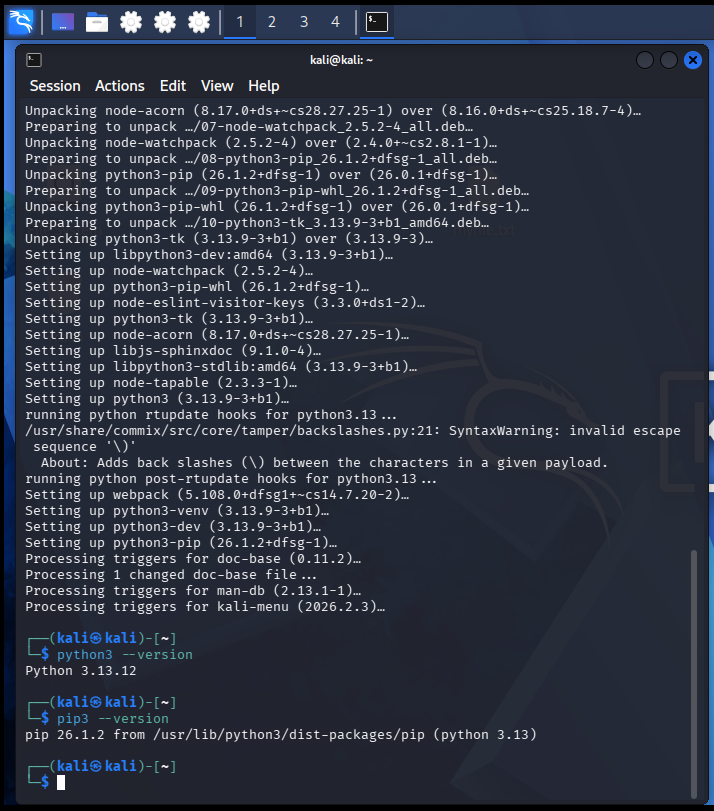 1 2 3 4
kali@kali: ~
Session Actions Edit View Help
Unpacking node-acorn (8.17.0+ds+~cs28.27.25-1) over (8.16.0+ds+~cs25.18.7-4)…
Preparing to unpack …/07-node-watchpack_2.5.2-4_all.deb…
Unpacking node-watchpack (2.5.2-4) over (2.4.0+~cs2.8.1-1)…
Preparing to unpack …/08-python3-pip_26.1.2+dfsg-1_all.deb…
Unpacking python3-pip (26.1.2+dfsg-1) over (26.0.1+dfsg-1)…
Preparing to unpack …/09-python3-pip-whl_26.1.2+dfsg-1_all.deb…
Unpacking python3-pip-whl (26.1.2+dfsg-1) over (26.0.1+dfsg-1)…
Preparing to unpack …/10-python3-tk_3.13.9-3+b1_amd64.deb…
Unpacking python3-tk (3.13.9-3+b1) over (3.13.9-3)…
Setting up libpython3-dev:amd64 (3.13.9-3+b1)…
Setting up node-watchpack (2.5.2-4)…
Setting up python3-pip-whl (26.1.2+dfsg-1)…
Setting up node-eslint-visitor-keys (3.3.0+ds1-2)…
Setting up python3-tk (3.13.9-3+b1)…
Setting up node-acorn (8.17.0+ds+~cs28.27.25-1)…
Setting up libjs-sphinxdoc (9.1.0-4)…
Setting up libpython3-stdlib:amd64 (3.13.9-3+b1)…
Setting up node-tapable (2.3.3-1)…
Setting up python3 (3.13.9-3+b1)…
running python rtupdate hooks for python3.13...
/usr/share/commix/src/core/tamper/backslashes.py:21: SyntaxWarning: invalid escape
 sequence '\)'
  About: Adds back slashes (\) between the characters in a given payload.
running python post-rtupdate hooks for python3.13...
Setting up webpack (5.108.0+dfsg1+~cs14.7.20-2)…
Setting up python3-venv (3.13.9-3+b1)…
Setting up python3-dev (3.13.9-3+b1)…
Setting up python3-pip (26.1.2+dfsg-1)…
Processing triggers for doc-base (0.11.2)…
Processing 1 changed doc-base file...
Processing triggers for man-db (2.13.1-1)…
Processing triggers for kali-menu (2026.2.3)…
┌──(kali㉿kali)-[~]
└─$ python3 --version
Python 3.13.12
┌──(kali㉿kali)-[~]
└─$ pip3 --version
pip 26.1.2 from /usr/lib/python3/dist-packages/pip (python 3.13)
┌──(kali㉿kali)-[~]
└─$